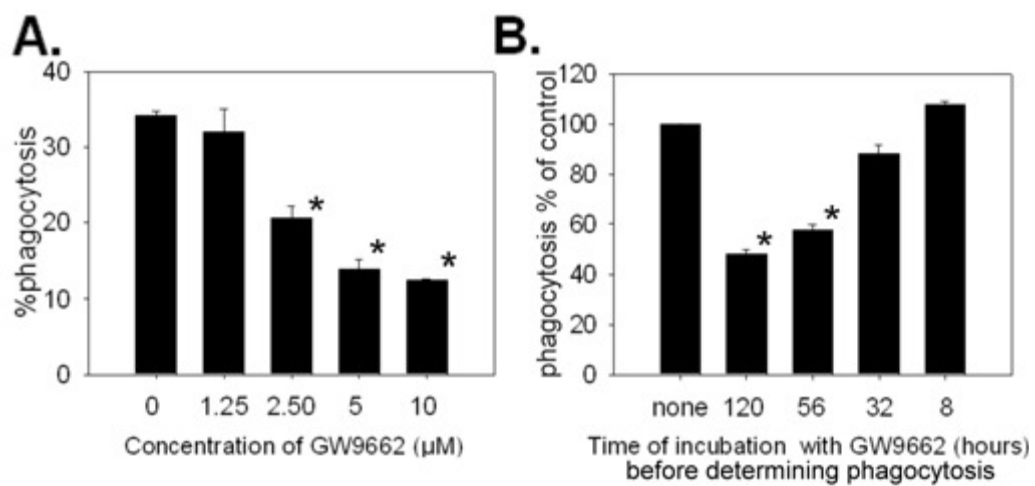 A.
%phagocytosis
40
30
20
10
0
*
*
*
0 1.25 2.50 5 10
Concentration of GW9662 (µM)
B.
phagocytosis % of control
120
100
80
60
40
20
0
*
*
none 120 56 32 8
Time of incubation with GW9662 (hours)
before determining phagocytosis